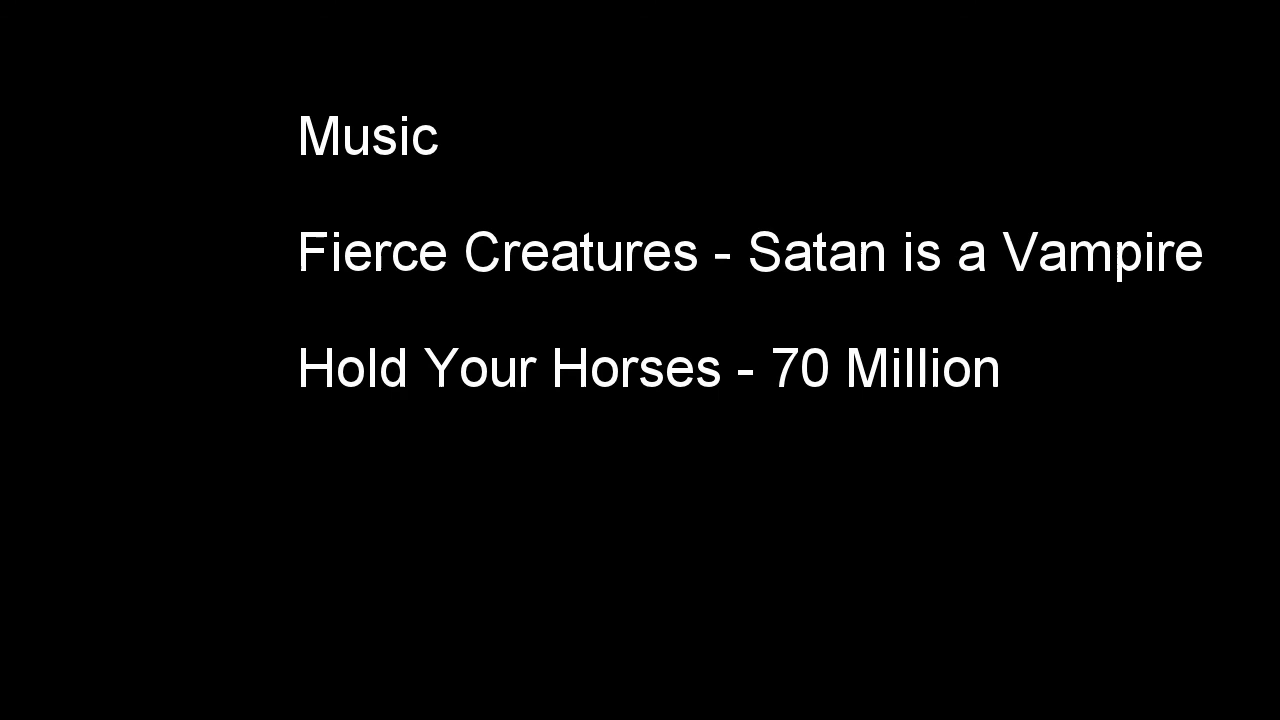 Music
Fierce Creatures - Satan is a Vampire
Hold Your Horses - 70 Million